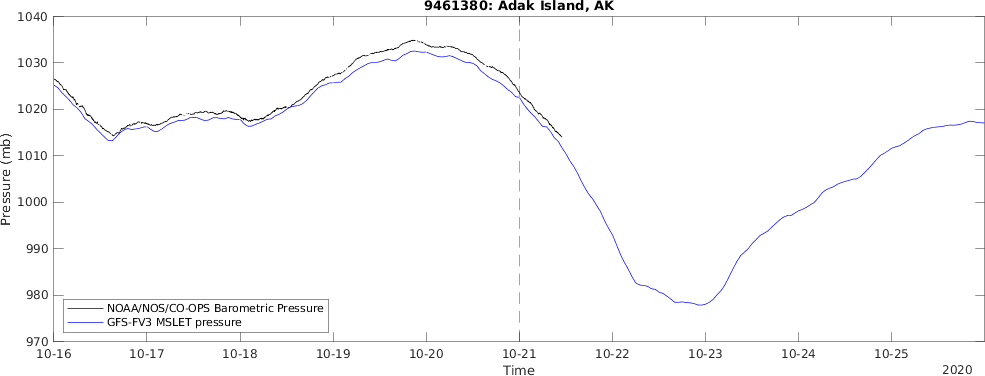 9461380: Adak Island, AK
Pressure (mb)
1040
1030
1020
1010
1000
990
980
970
NOAA/NOS/CO-OPS Barometric Pressure
GFS-FV3 MSLET pressure
10-16 10-17 10-18 10-19 10-20 10-21 10-22 10-23 10-24 10-25
Time
2020